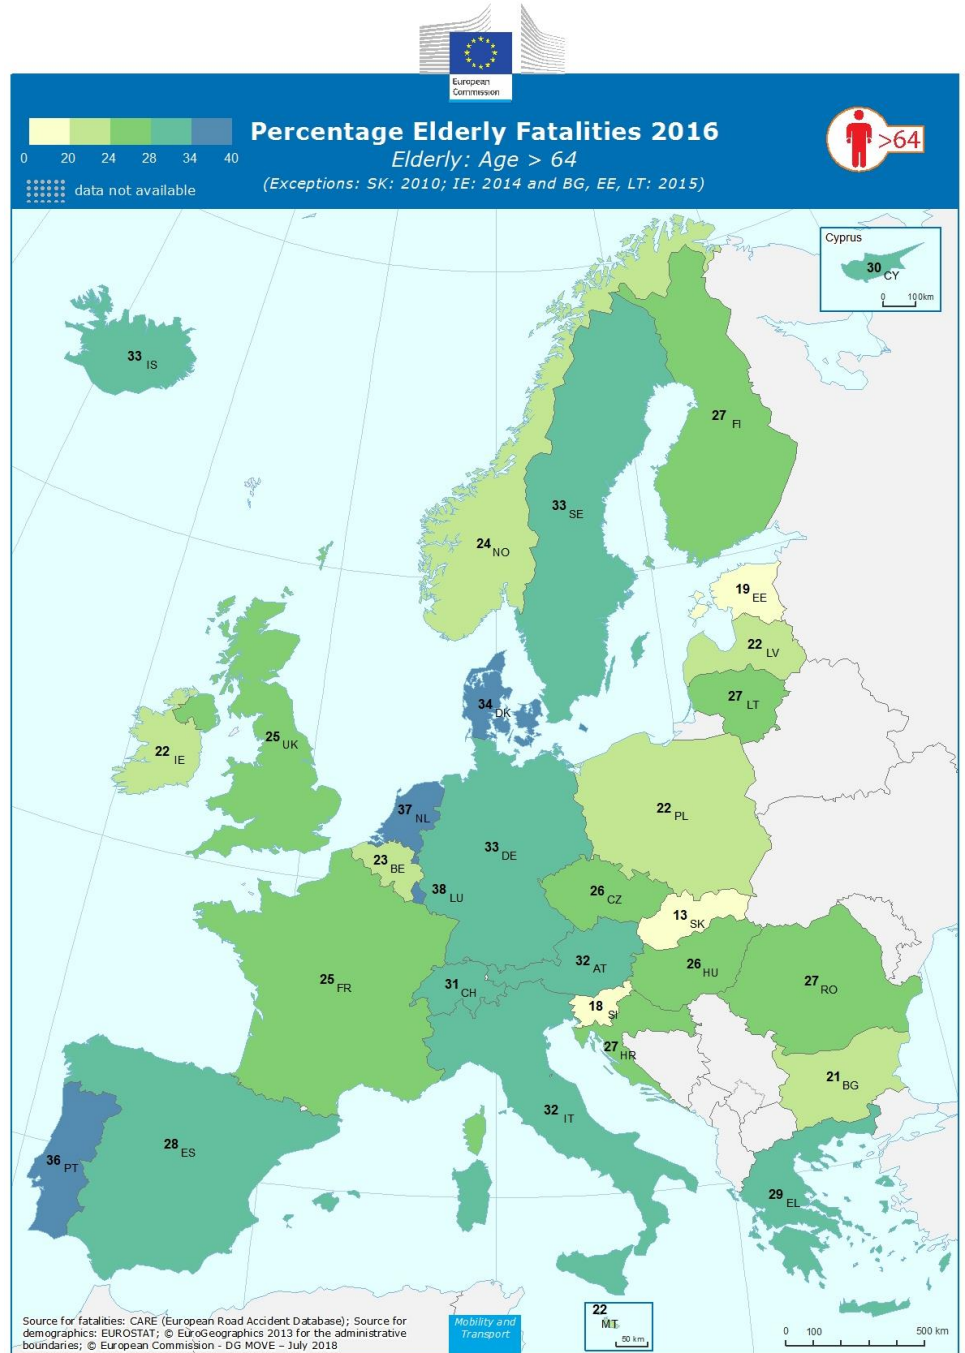 European
Commission
Percentage Elderly Fatalities 2016
Elderly: Age > 64
(Exceptions: SK: 2010; IE: 2014 and BG, EE, LT: 2015)
0 20 24 28 34 40
data not available
>64
Cyprus
30 CY
0 100km
33 IS
27 FI
33 SE
24 NO
19 EE
22 LV
27 LT
34 DK
25 UK
22 IE
37 NL
22 PL
33 DE
23 BE
38 LU
26 CZ
13 SK
32 AT
26 HU
31 CH
25 FR
27 RO
18 SI
27 HR
21 BG
32 IT
28 ES
36 PT
29 EL
22
MT
50 km
Source for fatalities: CARE (European Road Accident Database); Source for
demographics: EUROSTAT; © EuroGeographics 2013 for the administrative
boundaries; © European Commission - DG MOVE – July 2018
Mobility and
Transport
0 100 500 km